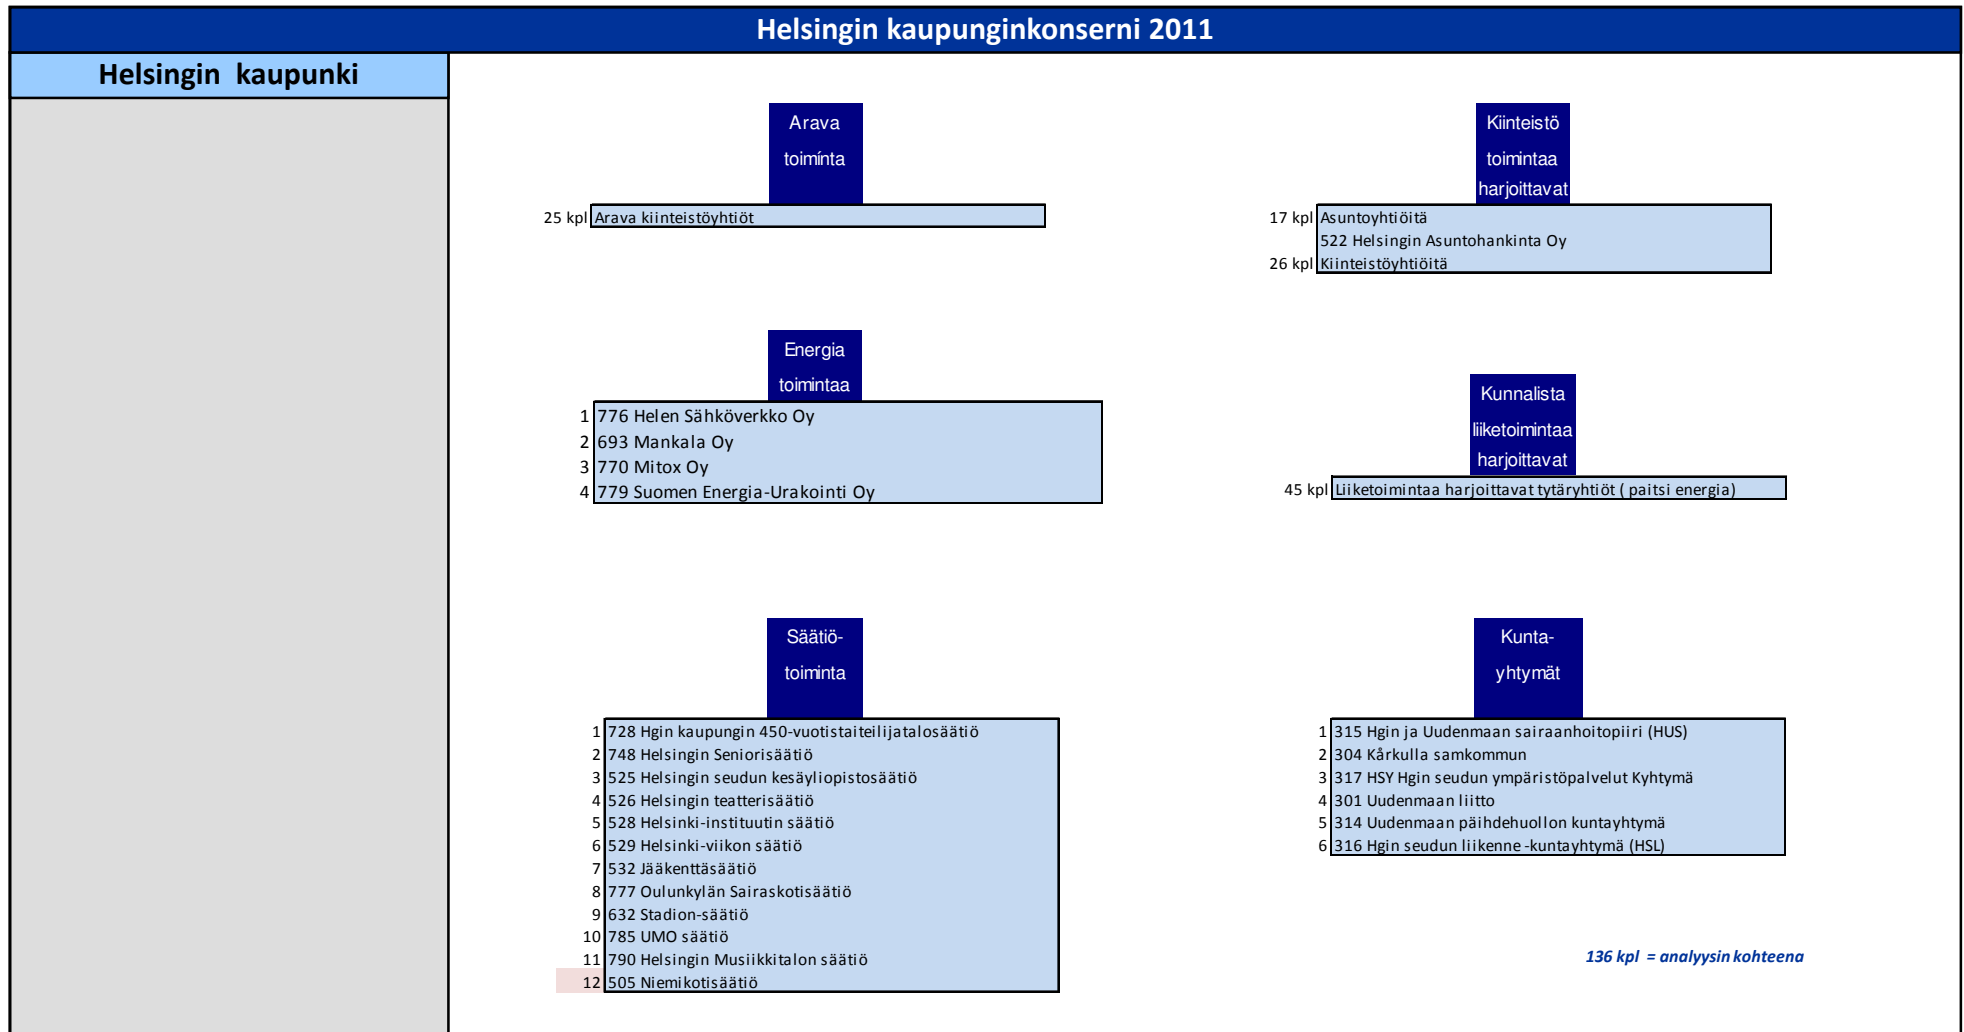 Helsingin kaupunginkonserni 2011
Helsingin kaupunki
Arava
toimínta
25 kpl Arava kiinteistöyhtiöt
Kiinteistö
toimintaa
harjoittavat
17 kpl Asuntoyhtiöitä
522 Helsingin Asuntohankinta Oy
26 kpl Kiinteistöyhtiöitä
Energia
toimintaa
1 776 Helen Sähköverkko Oy
2 693 Mankala Oy
3 770 Mitox Oy
4 779 Suomen Energia-Urakointi Oy
Kunnalista
liiketoimintaa
harjoittavat
45 kpl Liiketoimintaa harjoittavat tytäryhtiöt ( paitsi energia)
Säätiö-
toiminta
1 728 Hgin kaupungin 450-vuotistaiteilijatalosäätiö
2 748 Helsingin Seniorisäätiö
3 525 Helsingin seudun kesäyliopistosäätiö
4 526 Helsingin teatterisäätiö
5 528 Helsinki-instituutin säätiö
6 529 Helsinki-viikon säätiö
7 532 Jääkenttäsäätiö
8 777 Oulunkylän Sairaskotisäätiö
9 632 Stadion-säätiö
10 785 UMO säätiö
11 790 Helsingin Musiikkitalon säätiö
12 505 Niemikotisäätiö
Kunta-
yhtymät
1 315 Hgin ja Uudenmaan sairaanhoitopiiri (HUS)
2 304 Kårkulla samkommun
3 317 HSY Hgin seudun ympäristöpalvelut Kyhtymä
4 301 Uudenmaan liitto
5 314 Uudenmaan päihdehuollon kuntayhtymä
6 316 Hgin seudun liikenne -kuntayhtymä (HSL)
136 kpl = analyysin kohteena